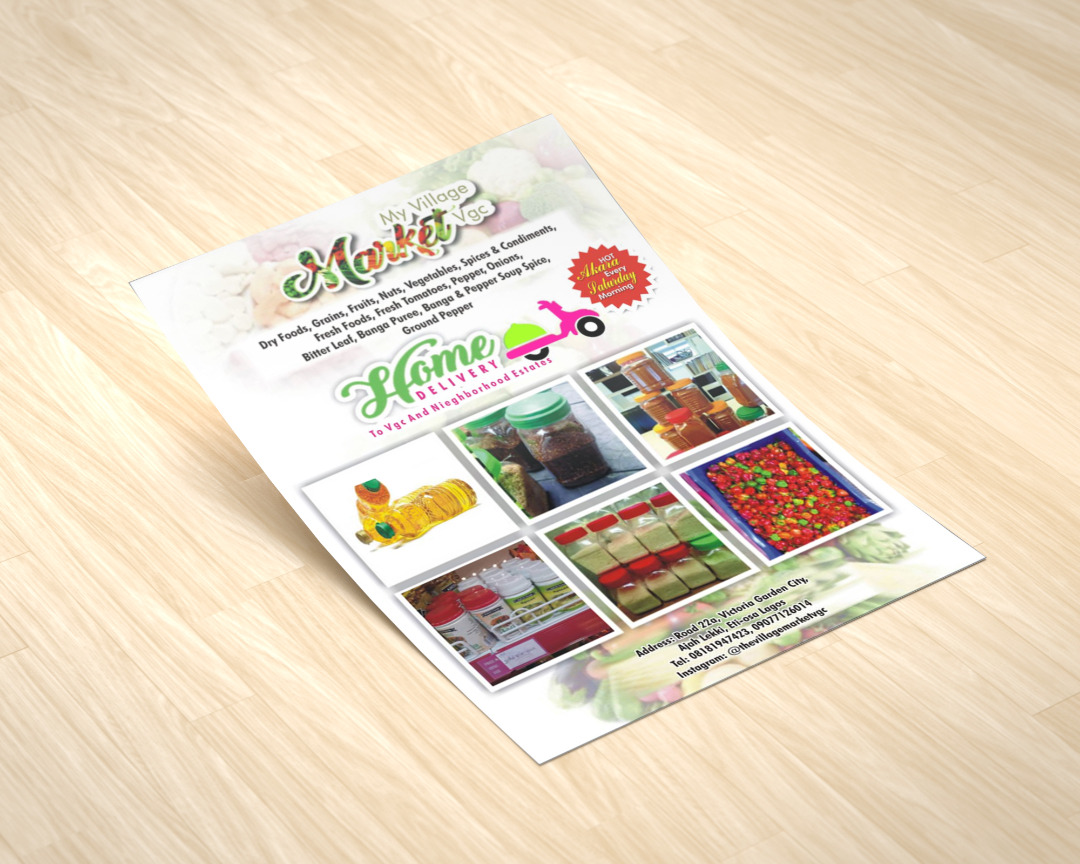 My Village
Market Vgc
Dry Foods, Grains, Fruits, Nuts, Vegetables, Spices & Condiments,
Fresh Foods, Fresh Tomatoes, Pepper, Onions,
Bitter Leaf, Banga Puree, Banga & Pepper Soup Spice,
Ground Pepper
HOT
Akara
Every
Saturday
Morning
Home
DELIVERY
To Vgc And Nieghborhood Estates
Address: Road 22a, Victoria Garden City,
Ajah Lekki, Eti-osa Lagos
Tel: 08181947423, 09077126014
Instagram: @thevillagemarketvgc